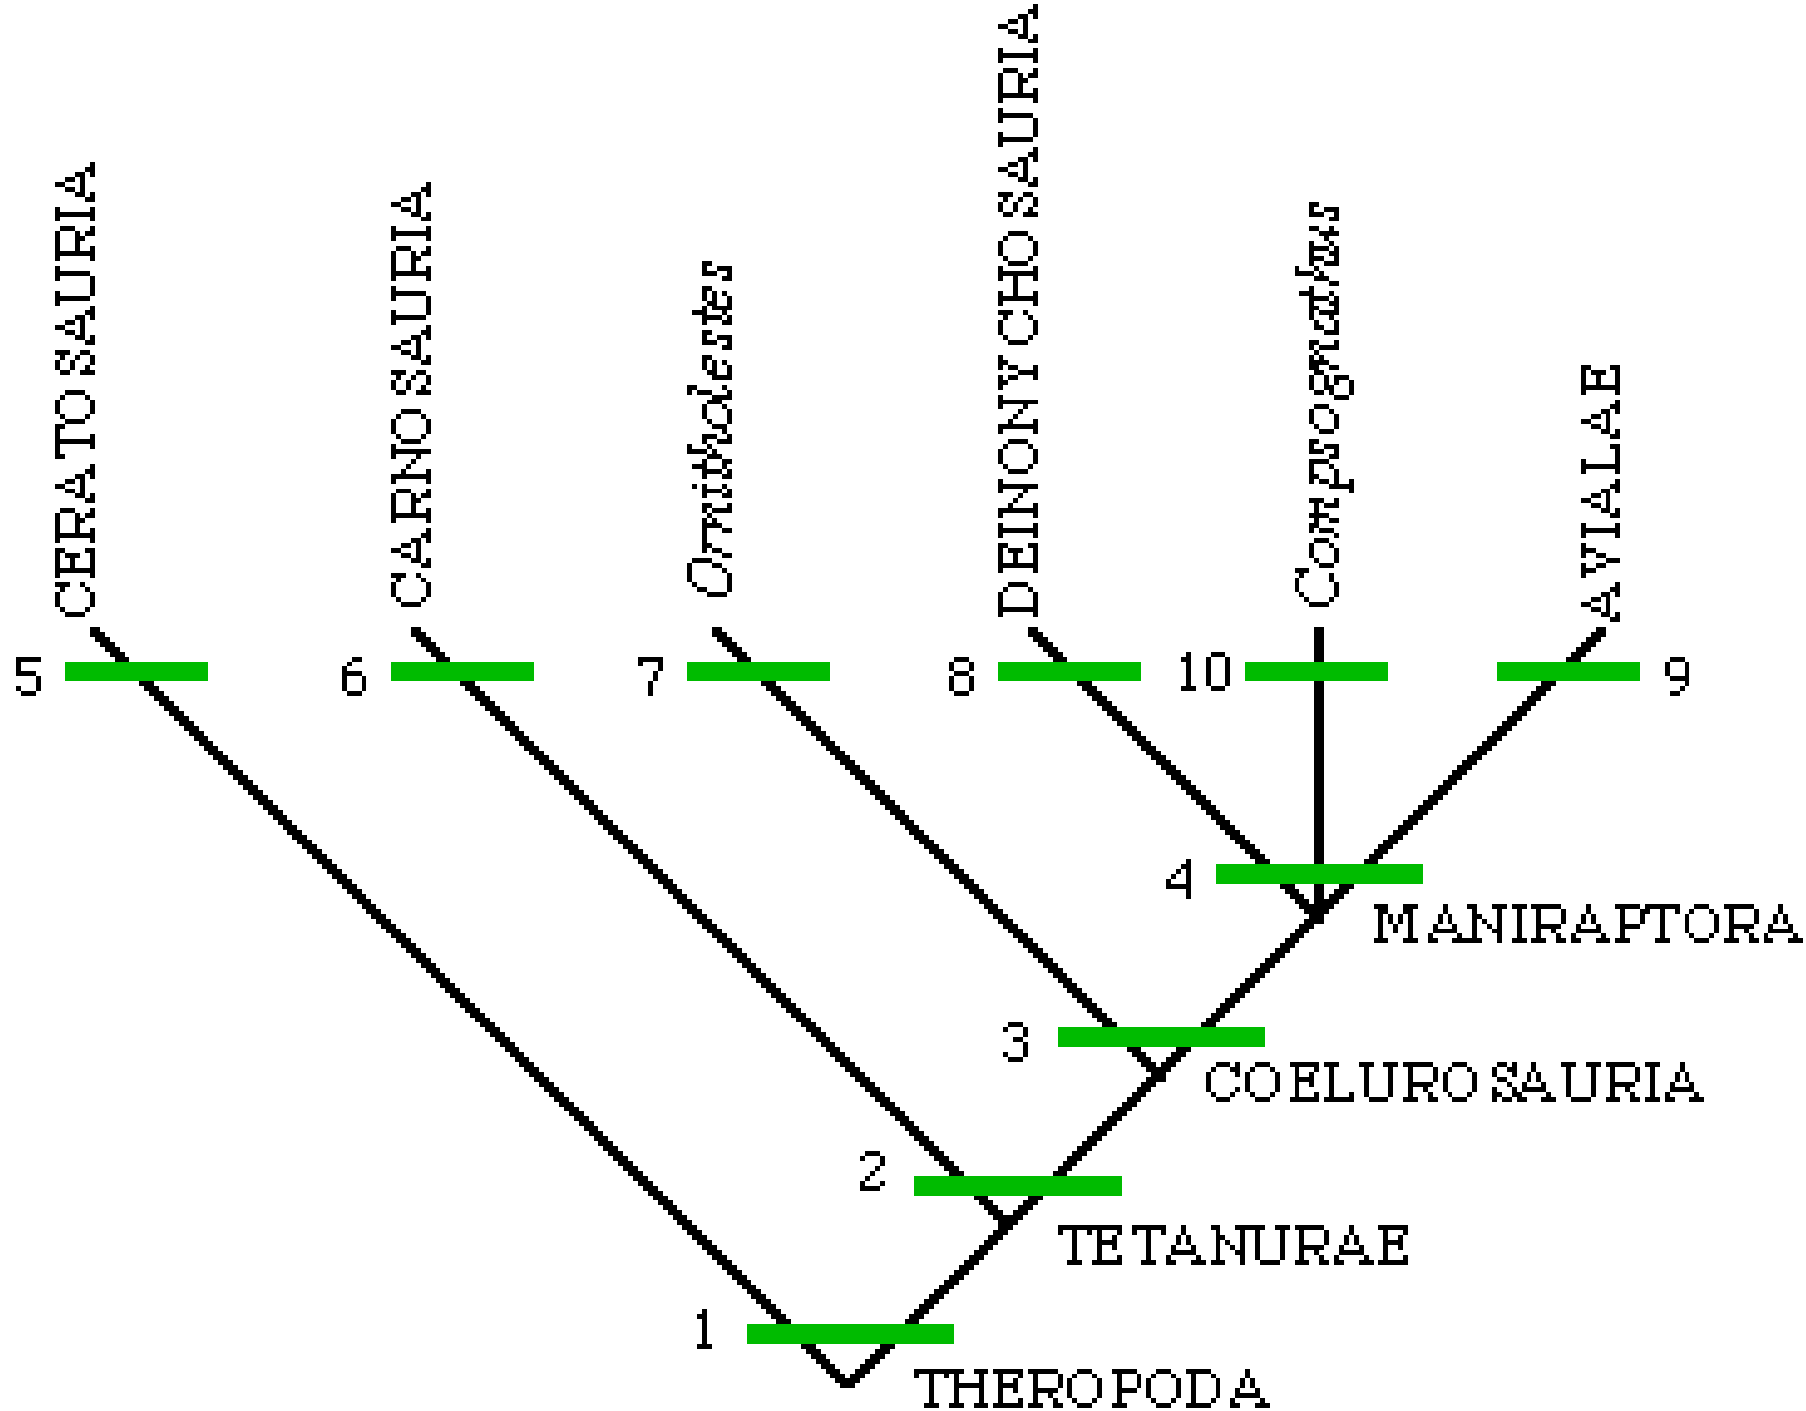 CERATOSAURIA
CARNOSAURIA
Ornitholestes
DEINONYCHOSAURIA
Compsognathus
AVIALAE
5
6
7
8
10
9
4
MANIRAPTORA
3
COELUROSAURIA
2
TETANURAE
1
THEROPODA